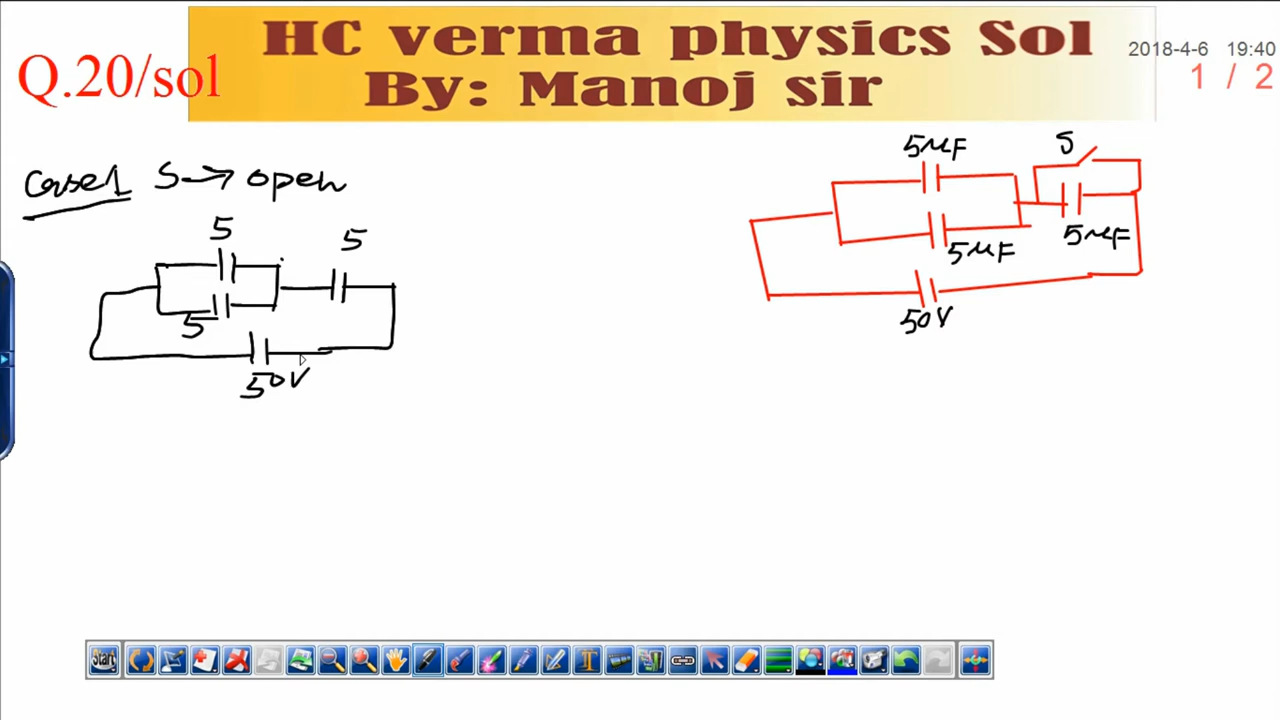 HC verma physics Sol
By: Manoj sir
Q.20/sol
2018-4-6 19:40
1 / 2
Case1 S→ open
5
5
5
50V
S
5μF
5μF
5μF
50V
Start